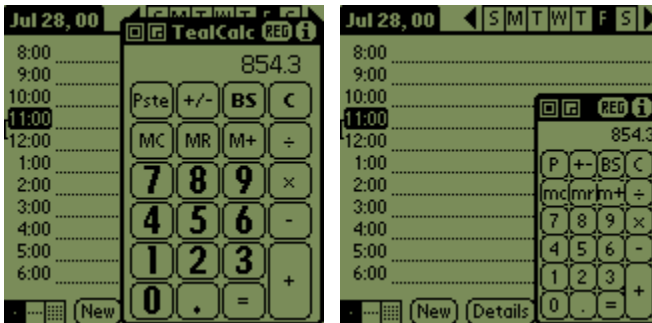 Jul 28, 00
S M T W T F S
TealCalc REG i
854.3
8:00
9:00
10:00
11:00
12:00
1:00
2:00
3:00
4:00
5:00
6:00
Pste +/- BS C
MC MR M+ ÷
7 8 9 ×
4 5 6 -
1 2 3 +
0 . =
New
Jul 28, 00
S M T W T F S
8:00
9:00
10:00
11:00
12:00
1:00
2:00
3:00
4:00
5:00
6:00
REG i
854.3
P +- BS C
mc mr m+ ÷
7 8 9 ×
4 5 6 -
1 2 3 +
0 . =
New Details